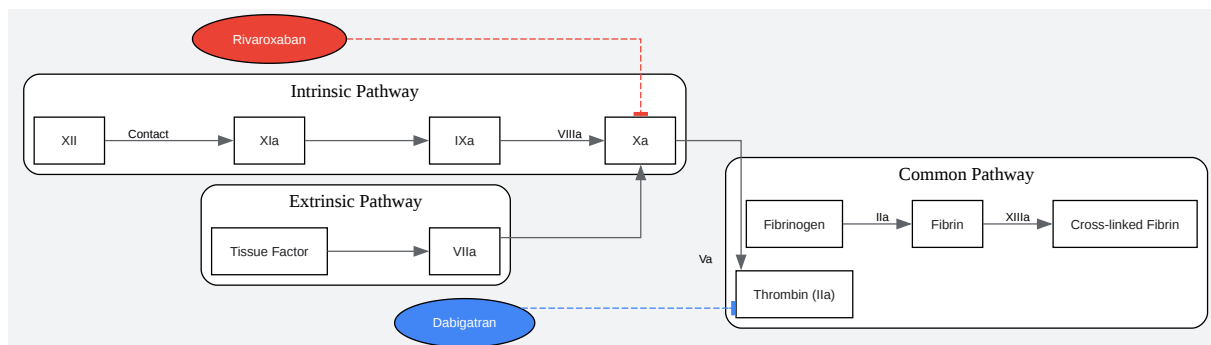 Rivaroxaban
Intrinsic Pathway
XII
Contact
XIa
IXa
VIIIa
Xa
Extrinsic Pathway
Tissue Factor
VIIa
Common Pathway
Fibrinogen
IIa
Fibrin
XIIIa
Cross-linked Fibrin
Va
Thrombin (IIa)
Dabigatran